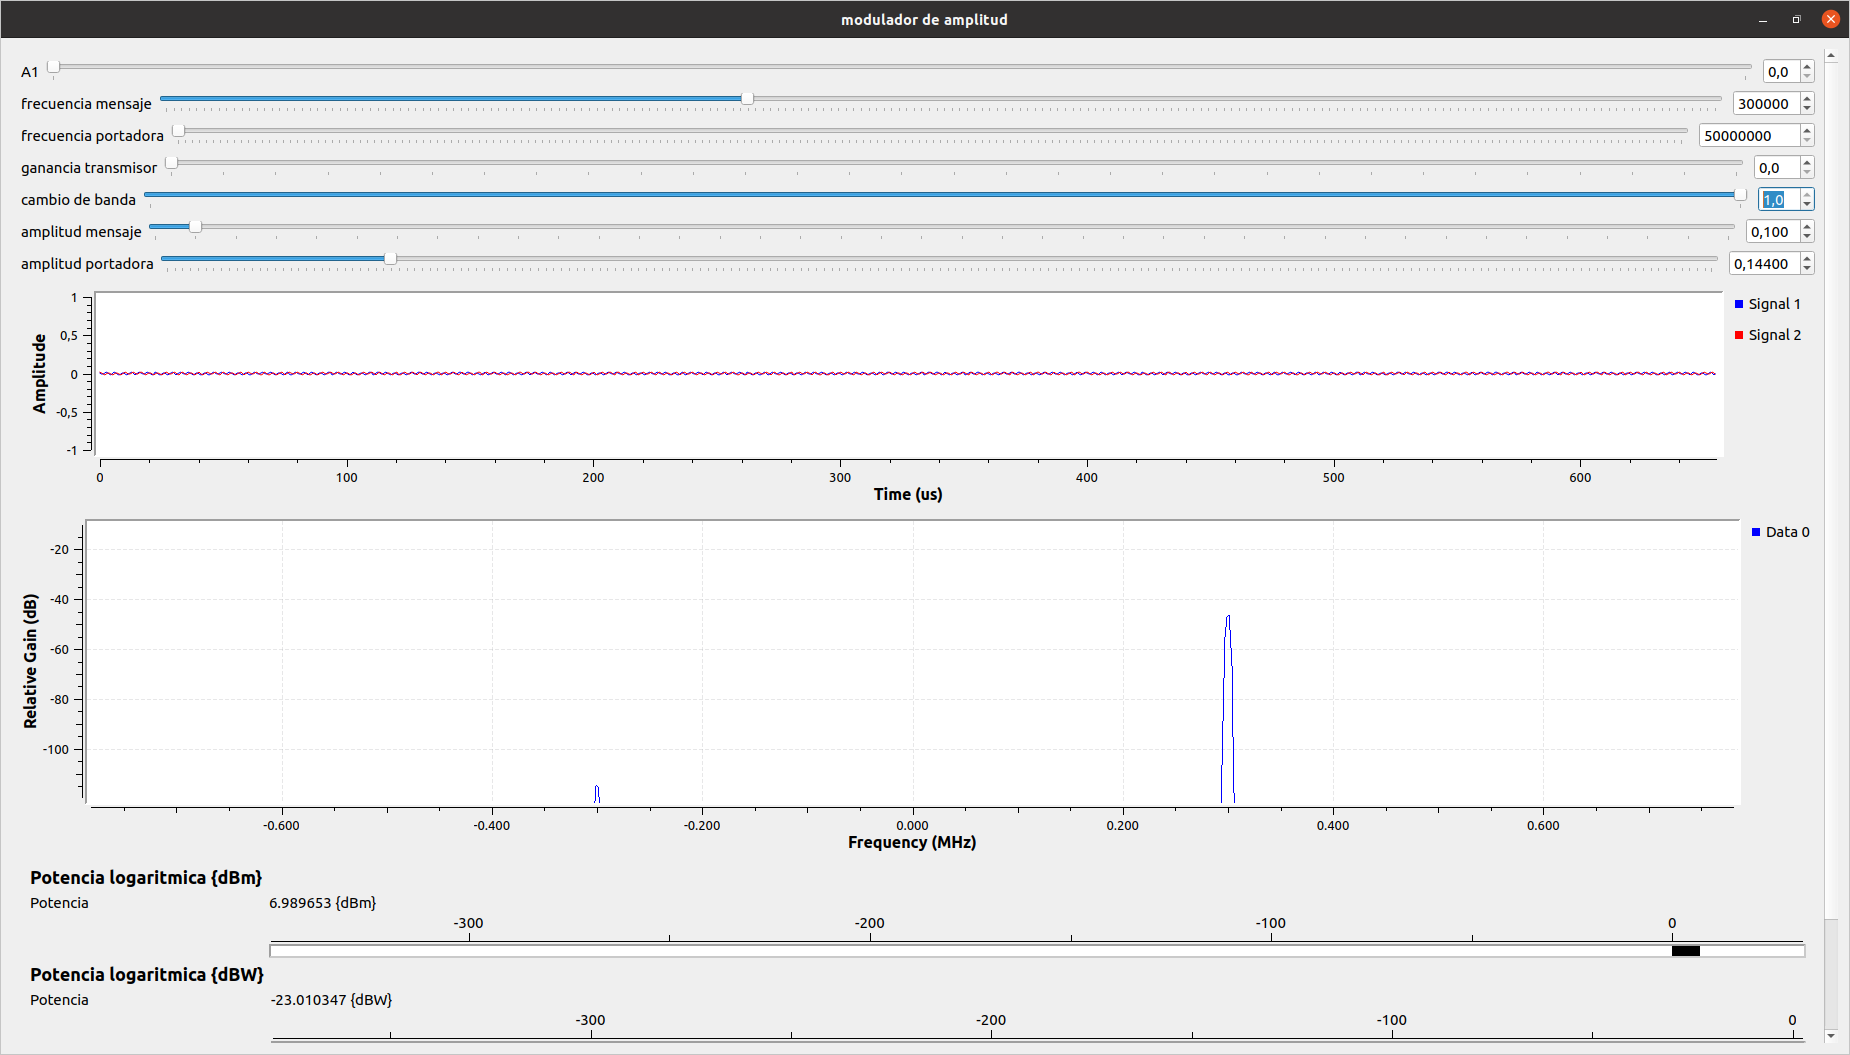 modulador de amplitud
A1 0,0
frecuencia mensaje 300000
frecuencia portadora 50000000
ganancia transmisor 0,0
cambio de banda 1,0
amplitud mensaje 0,100
amplitud portadora 0,14400
1
0,5
0
-0,5
-1
Amplitude
Signal 1
Signal 2
0 100 200 300 400 500 600
Time (us)
-20
-40
-60
-80
-100
Relative Gain (dB)
Data 0
-0.600 -0.400 -0.200 0.000 0.200 0.400 0.600
Frequency (MHz)
Potencia logaritmica {dBm}
Potencia 6.989653 {dBm}
-300 -200 -100 0
Potencia logaritmica {dBW}
Potencia -23.010347 {dBW}
-300 -200 -100 0